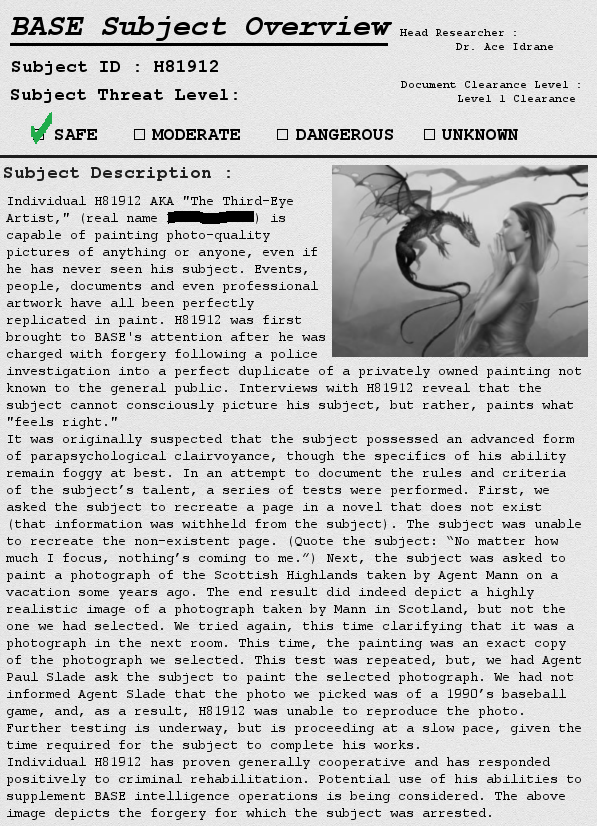 BASE Subject Overview
Head Researcher :
Dr. Ace Idrane
Subject ID : H81912
Subject Threat Level:
Document Clearance Level :
Level 1 Clearance
SAFE MODERATE DANGEROUS UNKNOWN
Subject Description :
Individual H81912 AKA "The Third-Eye
Artist," (real name ) is
capable of painting photo-quality
pictures of anything or anyone, even if
he has never seen his subject. Events,
people, documents and even professional
artwork have all been perfectly
replicated in paint. H81912 was first
brought to BASE's attention after he was
charged with forgery following a police
investigation into a perfect duplicate of a privately owned painting not
known to the general public. Interviews with H81912 reveal that the
subject cannot consciously picture his subject, but rather, paints what
"feels right."
It was originally suspected that the subject possessed an advanced form
of parapsychological clairvoyance, though the specifics of his ability
remain foggy at best. In an attempt to document the rules and criteria
of the subject’s talent, a series of tests were performed. First, we
asked the subject to recreate a page in a novel that does not exist
(that information was withheld from the subject). The subject was unable
to recreate the non-existent page. (Quote the subject: “No matter how
much I focus, nothing’s coming to me.”) Next, the subject was asked to
paint a photograph of the Scottish Highlands taken by Agent Mann on a
vacation some years ago. The end result did indeed depict a highly
realistic image of a photograph taken by Mann in Scotland, but not the
one we had selected. We tried again, this time clarifying that it was a
photograph in the next room. This time, the painting was an exact copy
of the photograph we selected. This test was repeated, but, we had Agent
Paul Slade ask the subject to paint the selected photograph. We had not
informed Agent Slade that the photo we picked was of a 1990’s baseball
game, and, as a result, H81912 was unable to reproduce the photo.
Further testing is underway, but is proceeding at a slow pace, given the
time required for the subject to complete his works.
Individual H81912 has proven generally cooperative and has responded
positively to criminal rehabilitation. Potential use of his abilities to
supplement BASE intelligence operations is being considered. The above
image depicts the forgery for which the subject was arrested.